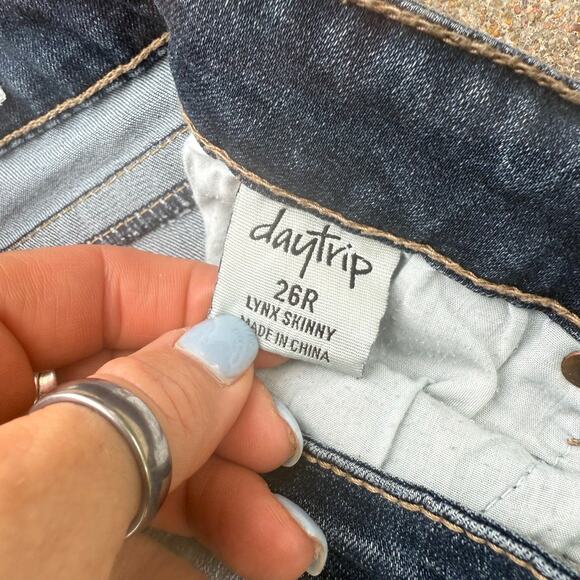 daytrip
26R
LYNX SKINNY
MADE IN CHINA